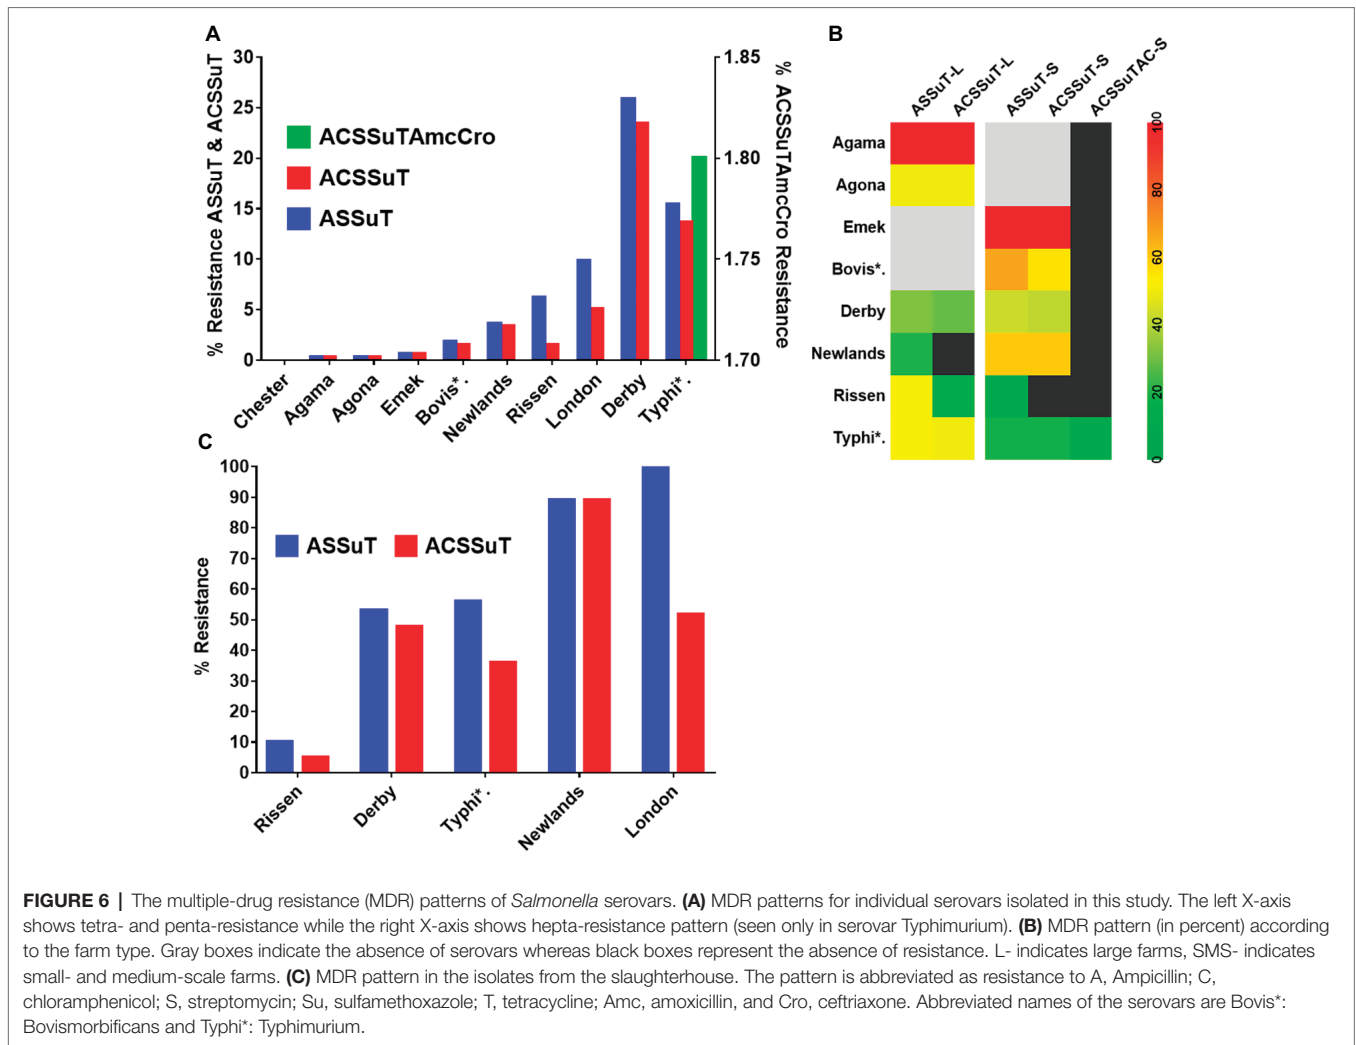 A
% Resistance ASSuT & ACSSuT
30
25
20
15
10
5
0
ACSSuTAmcCro
ACSSuT
ASSuT
1.85
1.80
1.75
1.70
% ACSSuTAmcCro Resistance
Chester
Agama
Agona
Emek
Bovis*.
Newlands
Rissen
London
Derby
Typhi*.
B
ASSuT-L
ACSSuT-L
ASSuT-S
ACSSuT-S
ACSSuTAC-S
Agama
Agona
Emek
Bovis*.
Derby
Newlands
Rissen
Typhi*.
100
80
60
40
20
0
C
% Resistance
100
90
80
70
60
50
40
30
20
10
0
ASSuT ACSSuT
Rissen
Derby
Typhi*.
Newlands
London
FIGURE 6 | The multiple-drug resistance (MDR) patterns of Salmonella serovars. (A) MDR patterns for individual serovars isolated in this study. The left X-axis
shows tetra- and penta-resistance while the right X-axis shows hepta-resistance pattern (seen only in serovar Typhimurium). (B) MDR pattern (in percent) according
to the farm type. Gray boxes indicate the absence of serovars whereas black boxes represent the absence of resistance. L- indicates large farms, SMS- indicates
small- and medium-scale farms. (C) MDR pattern in the isolates from the slaughterhouse. The pattern is abbreviated as resistance to A, Ampicillin; C,
chloramphenicol; S, streptomycin; Su, sulfamethoxazole; T, tetracycline; Amc, amoxicillin, and Cro, ceftriaxone. Abbreviated names of the serovars are Bovis*:
Bovismorbificans and Typhi*: Typhimurium.